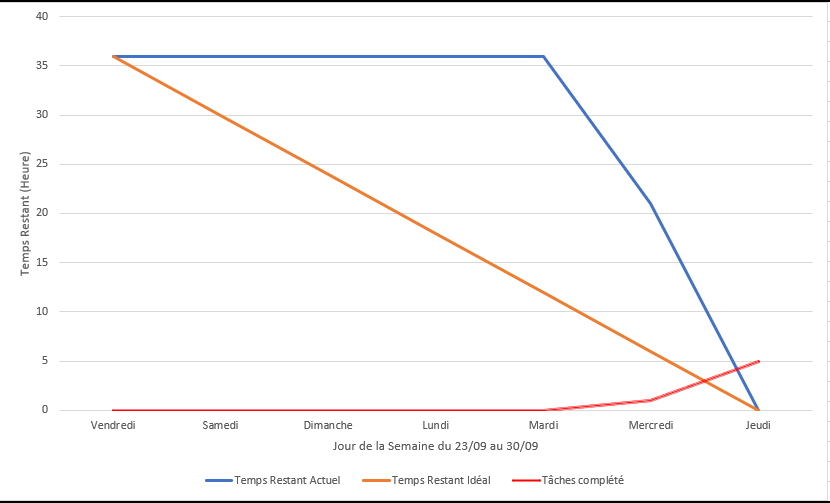 40
35
30
25
20
15
10
5
0
Temps Restant (Heure)
Vendredi Samedi Dimanche Lundi Mardi Mercredi Jeudi
Jour de la Semaine du 23/09 au 30/09
Temps Restant Actuel Temps Restant Idéal Tâches complété